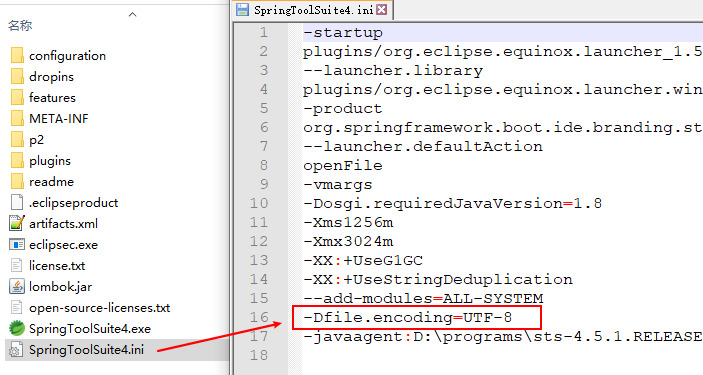 名称
configuration
dropins
features
META-INF
p2
plugins
readme
.eclipseproduct
artifacts.xml
eclipsec.exe
license.txt
lombok.jar
open-source-licenses.txt
SpringToolSuite4.exe
SpringToolSuite4.ini
SpringToolSuite4.ini
1 -startup
2 plugins/org.eclipse.equinox.launcher_1.5
3 --launcher.library
4 plugins/org.eclipse.equinox.launcher.win
5 -product
6 org.springframework.boot.ide.branding.st
7 --launcher.defaultAction
8 openFile
9 -vmargs
10 -Dosgi.requiredJavaVersion=1.8
11 -Xms1256m
12 -Xmx3024m
13 -XX:+UseG1GC
14 -XX:+UseStringDeduplication
15 --add-modules=ALL-SYSTEM
16 -Dfile.encoding=UTF-8
17 -javaagent:D:\programs\sts-4.5.1.RELEASE
18